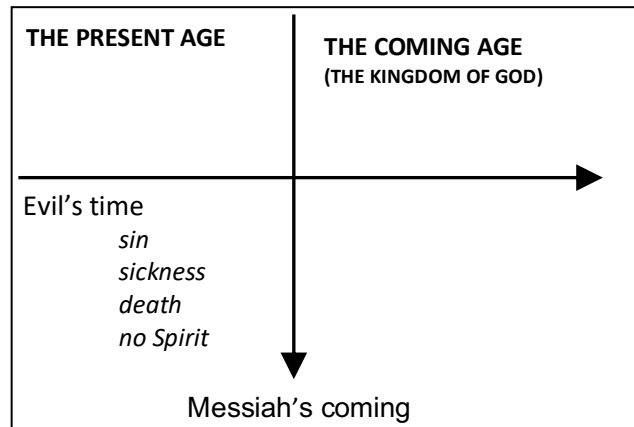 THE PRESENT AGE
THE COMING AGE
(THE KINGDOM OF GOD)
Evil's time
sin
sickness
death
no Spirit
Messiah's coming